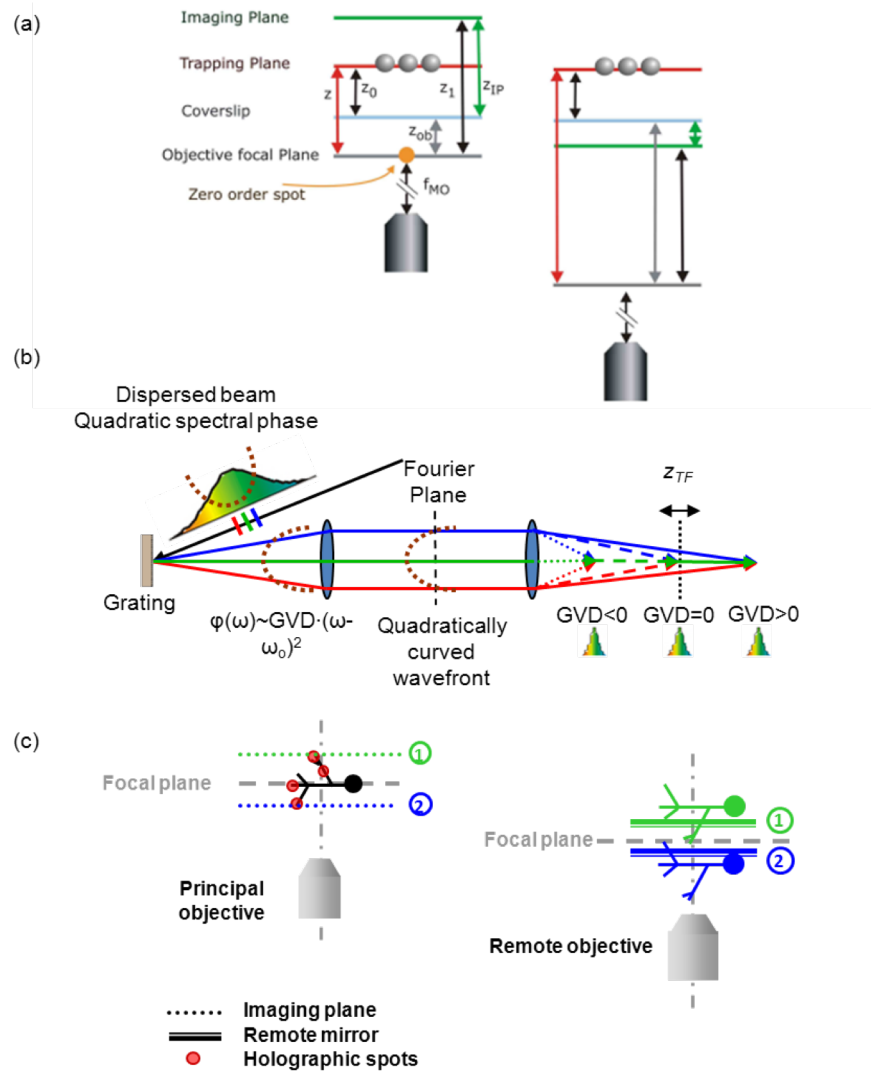 (a)
Imaging Plane
Trapping Plane
z
z0
z1
zIP
Coverslip
zob
Objective focal Plane
Zero order spot
fMO
(b)
Dispersed beam
Quadratic spectral phase
Fourier
Plane
zTF
Grating
GVD<0 GVD=0 GVD>0
φ(ω)~GVD·(ω-
ωo)2
Quadratically
curved
wavefront
(c)
1
Focal plane
2
Principal
objective
1
Focal plane
2
Remote objective
Imaging plane
Remote mirror
Holographic spots